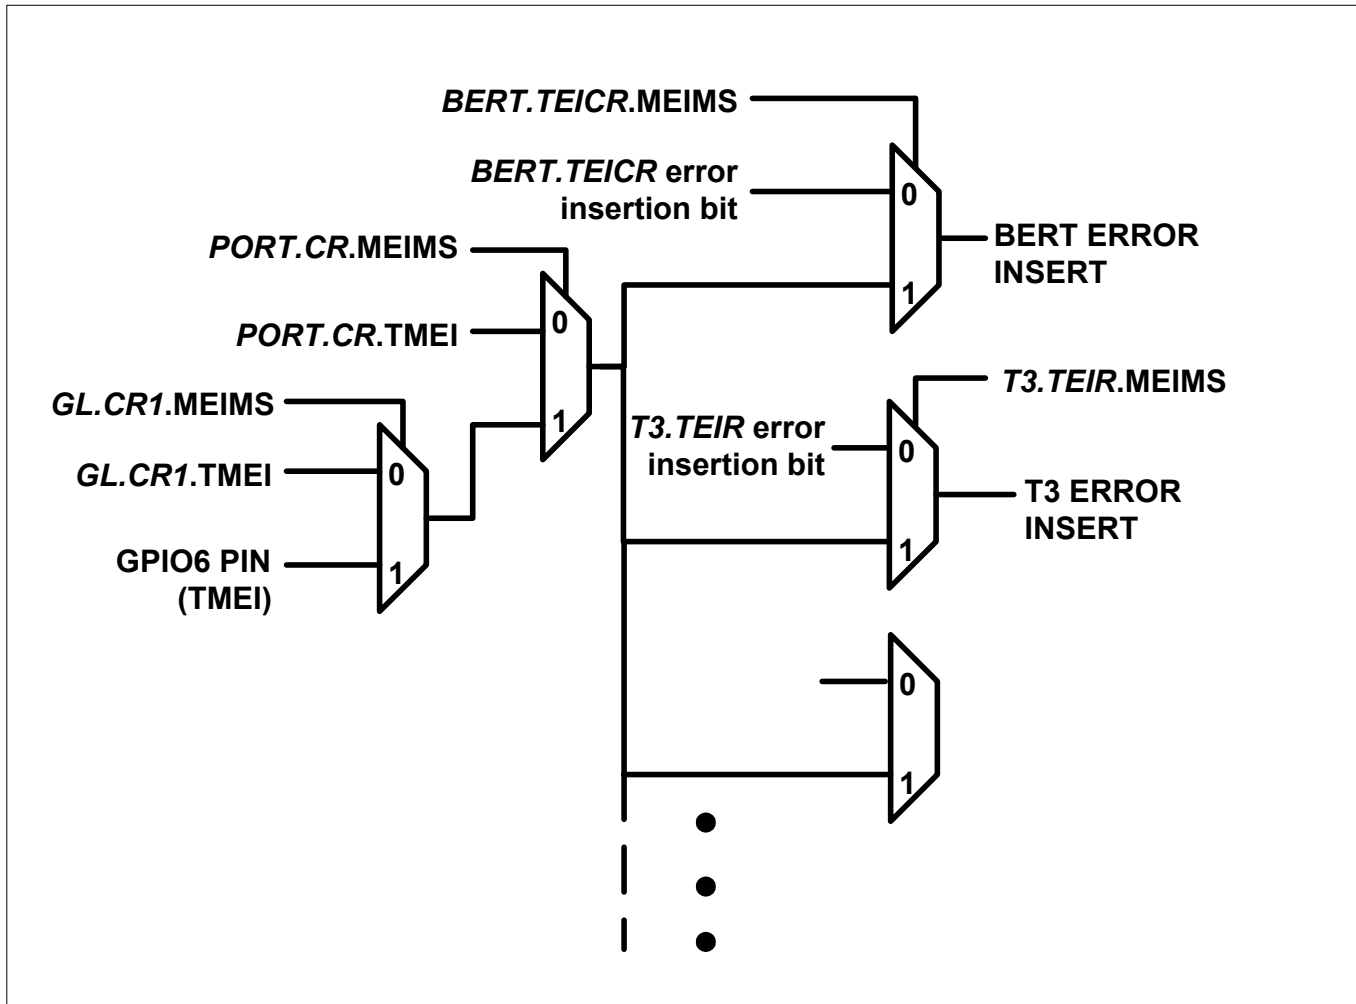 BERT.TEICR.MEIMS
BERT.TEICR error
insertion bit
0
1
BERT ERROR
INSERT
PORT.CR.MEIMS
PORT.CR.TMEI
0
1
GL.CR1.MEIMS
GL.CR1.TMEI
0
GPIO6 PIN
(TMEI)
1
T3.TEIR.MEIMS
T3.TEIR error
insertion bit
0
1
T3 ERROR
INSERT
0
1